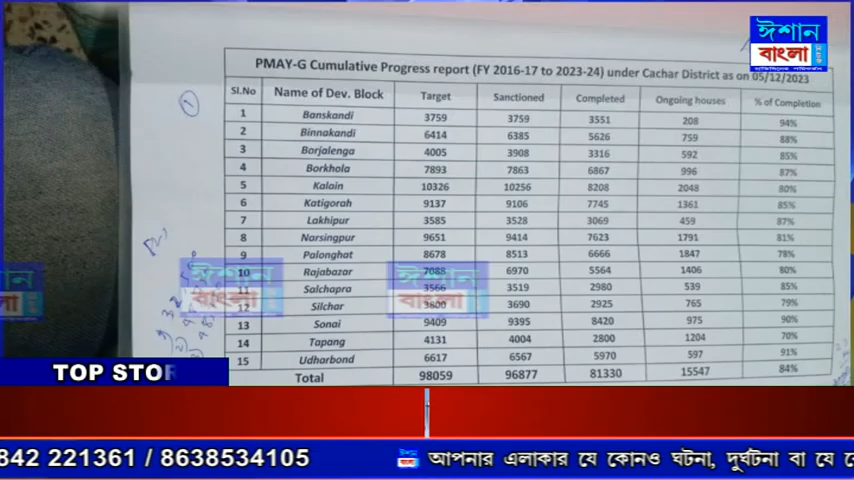 ঈশান
বাংলা
PMAY-G Cumulative Progress report (FY 2016-17 to 2023-24) under Cachar District as on 05/12/2023
Sl.No Name of Dev. Block Target Sanctioned Completed Ongoing houses % of Completion
1 Banskandi 3759 3759 3551 208 94%
2 Binnakandi 6414 6385 5626 759 88%
3 Borjalenga 4005 3908 3316 592 85%
4 Borkhola 7893 7863 6867 996 87%
5 Kalain 10326 10256 8208 2048 80%
6 Katigorah 9137 9106 7745 1361 85%
7 Lakhipur 3585 3528 3069 459 87%
8 Narsingpur 9651 9414 7623 1791 81%
9 Palonghat 8678 8513 6666 1847 78%
10 Rajabazar 7088 6970 5564 1406 80%
11 Salchapra 3566 3519 2980 539 85%
12 Silchar 3800 3690 2925 765 79%
13 Sonai 9409 9395 8420 975 90%
14 Tapang 4131 4004 2800 1204 70%
15 Udharbond 6617 6567 5970 597 91%
Total 98059 96877 81330 15547 84%
ঈশান
বাংলা
ঈশান
বাংলা
বাংলা
TOP STOR
842 221361 / 8638534105 আপনার এলাকার যে কোনও ঘটনা, দুর্ঘটনা বা যে